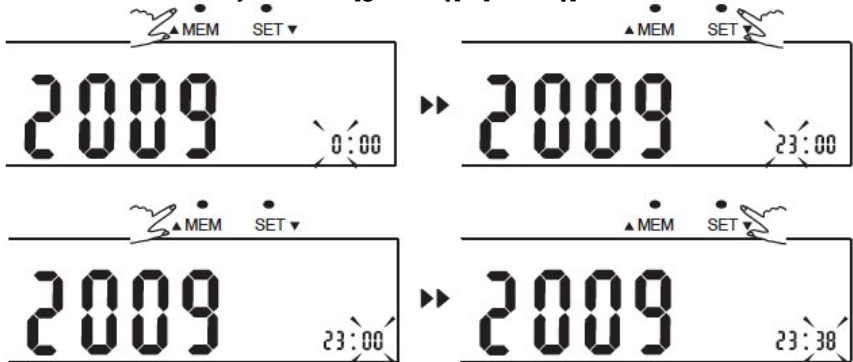 ▲MEM SET▼ ▲MEM SET▼
2009 0:00 ▶▶ 2009 23:00
▲MEM SET▼ ▲MEM SET▼
2009 23:00 ▶▶ 2009 23:38